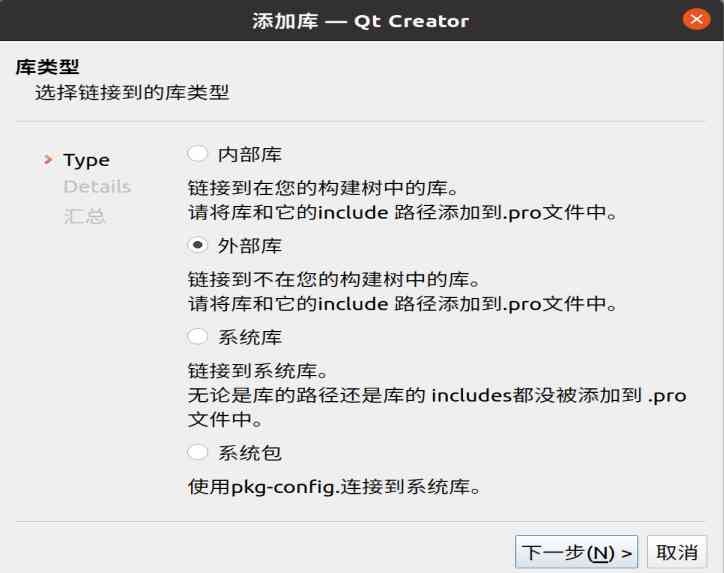 添加库 — Qt Creator
库类型
选择链接到的库类型
Type
Details
汇总
内部库
链接到在您的构建树中的库。
请将库和它的include 路径添加到.pro文件中。
外部库
链接到不在您的构建树中的库。
请将库和它的include 路径添加到.pro文件中。
系统库
链接到系统库。
无论是库的路径还是库的 includes都没被添加到 .pro
文件中。
系统包
使用pkg-config.连接到系统库。
下一步(N) >
取消